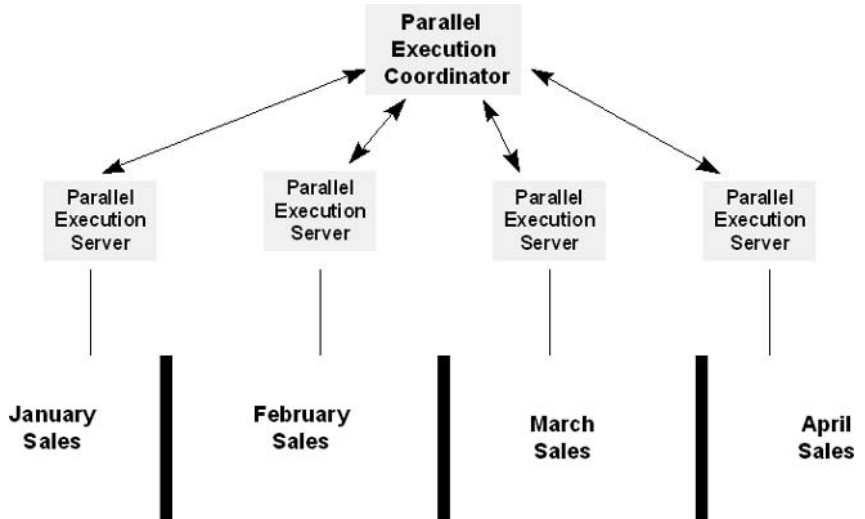 Parallel
Execution
Coordinator
Parallel
Execution
Server
Parallel
Execution
Server
Parallel
Execution
Server
Parallel
Execution
Server
January
Sales
February
Sales
March
Sales
April
Sales